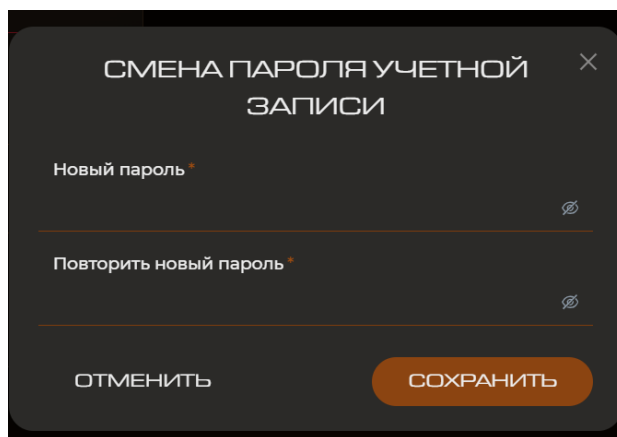 СМЕНА ПАРОЛЯ УЧЕТНОЙ
ЗАПИСИ
Новый пароль *
Повторить новый пароль *
ОТМЕНИТЬ СОХРАНИТЬ